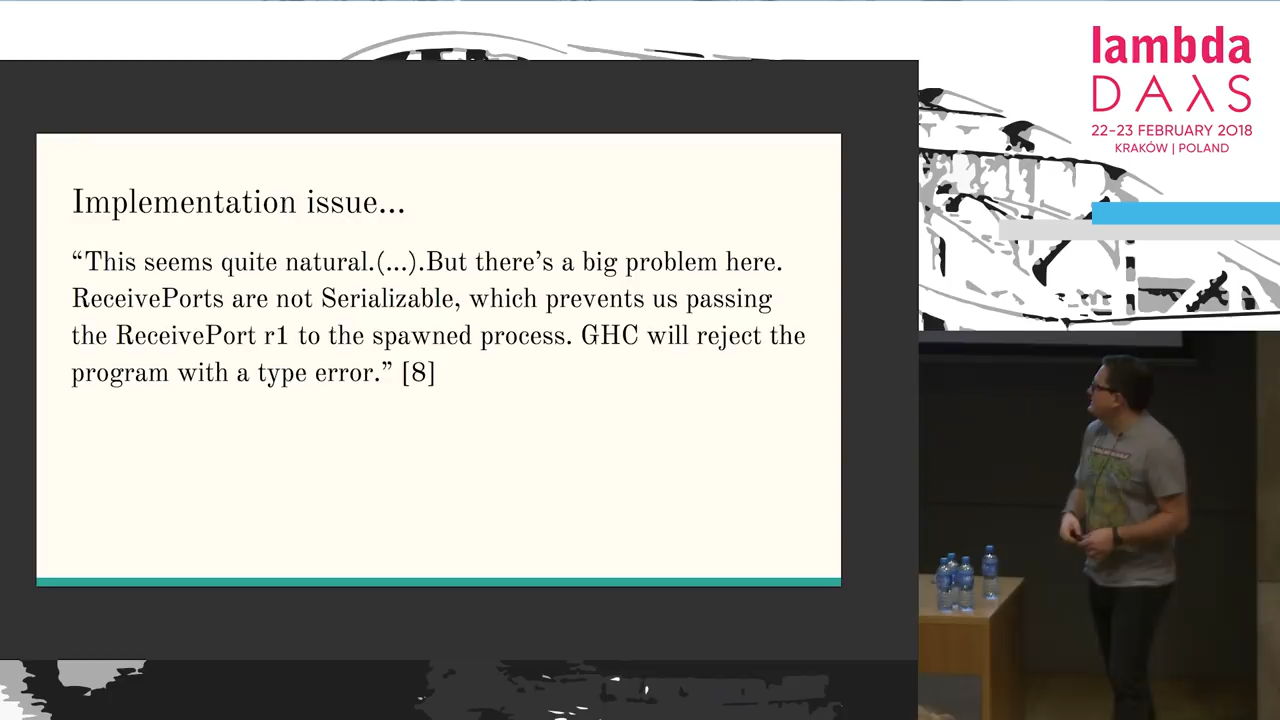 lambda
DAλS
22–23 FEBRUARY 2018
KRAKÓW | POLAND
Implementation issue...
“This seems quite natural.(...).But there’s a big problem here.
ReceivePorts are not Serializable, which prevents us passing
the ReceivePort r1 to the spawned process. GHC will reject the
program with a type error.” [8]